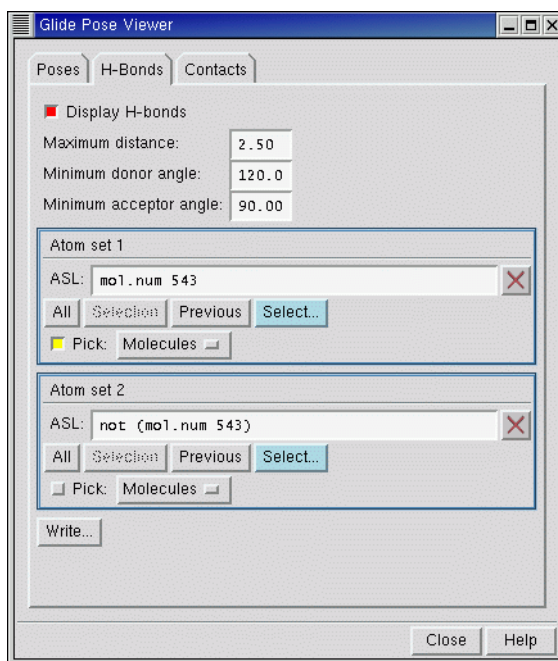 Glide Pose Viewer
Poses H-Bonds Contacts
Display H-bonds
Maximum distance: 2.50
Minimum donor angle: 120.0
Minimum acceptor angle: 90.00
Atom set 1
ASL: mol.num 543
All Selection Previous Select...
Pick: Molecules
Atom set 2
ASL: not (mol.num 543)
All Selection Previous Select...
Pick: Molecules
Write...
Close Help